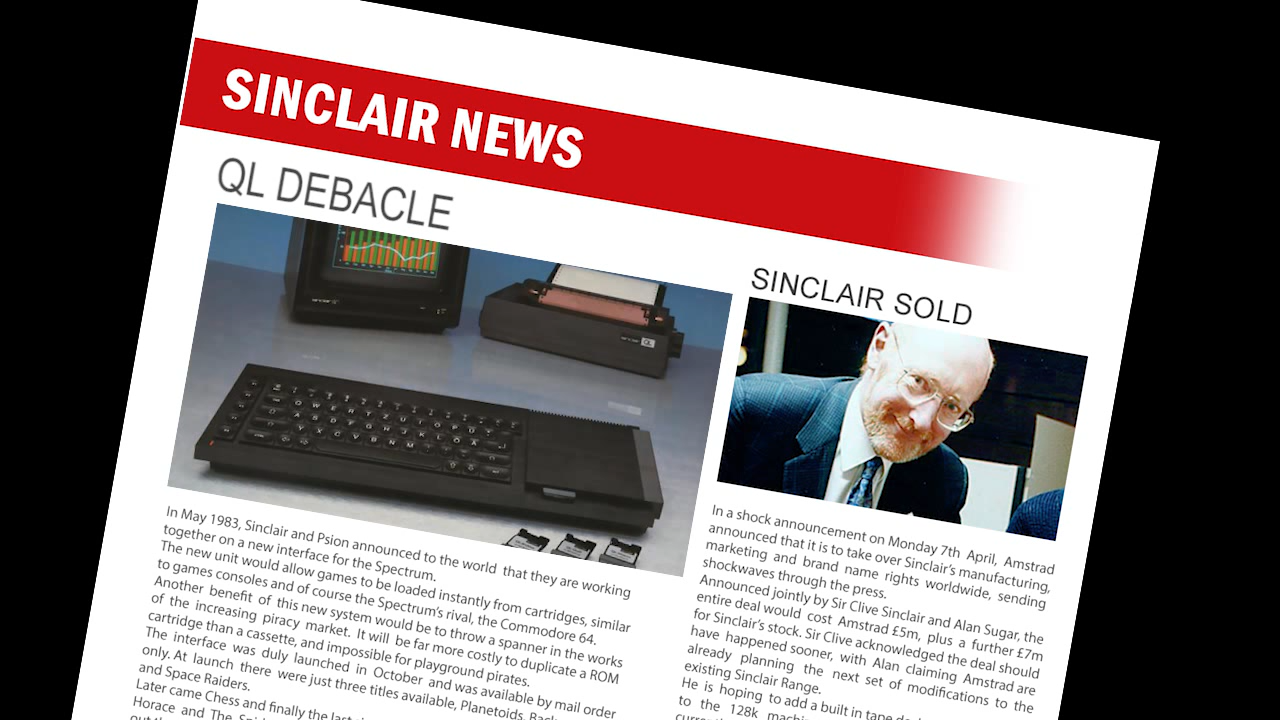 SINCLAIR NEWS
QL DEBACLE
In May 1983, Sinclair and Psion announced to the world that they are working
together on a new interface for the Spectrum.
The new unit would allow games to be loaded instantly from cartridges, similar
to games consoles and of course the Spectrum's rival, the Commodore 64.
Another benefit of this new system would be to throw a spanner in the works
of the increasing piracy market. It will be far more costly to duplicate a ROM
cartridge than a cassette, and impossible for playground pirates.
The interface was duly launched in October and was available by mail order
only. At launch there were just three titles available, Planetoids,
and Space Raiders.
Later came Chess and finally the
Horace and The
SINCLAIR SOLD
In a shock announcement on Monday 7th April, Amstrad
announced that it is to take over Sinclair's manufacturing,
marketing and brand name rights worldwide, sending
shockwaves through the press.
Announced jointly by Sir Clive Sinclair and Alan Sugar, the
entire deal would cost Amstrad £5m, plus a further £7m
for Sinclair's stock. Sir Clive acknowledged the deal should
have happened sooner, with Alan claiming Amstrad are
already planning the next set of modifications to the
existing Sinclair Range.
He is hoping to add a built in tape
to the 128k